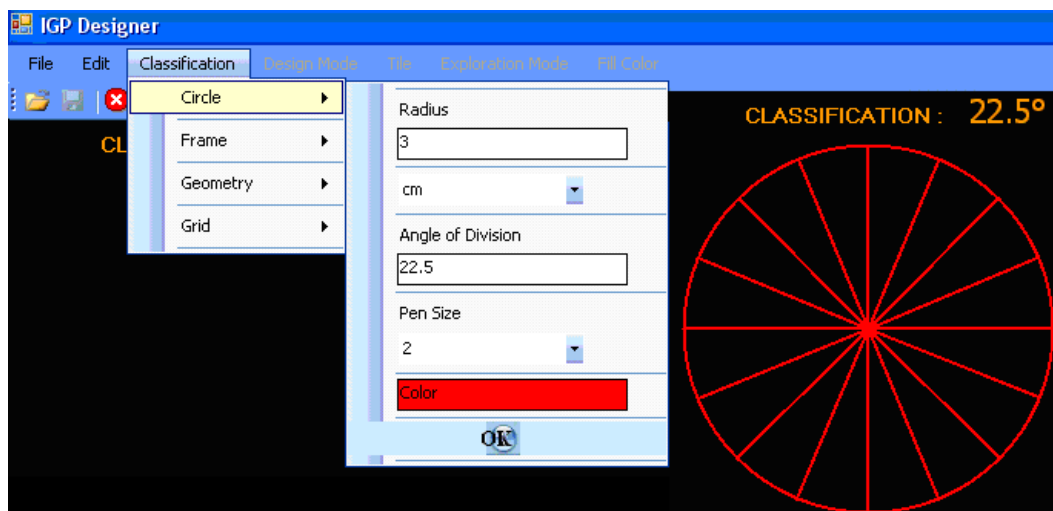 IGP Designer
File Edit Classification Design Mode Tile Exploration Mode Fill Color
Circle
Frame
Geometry
Grid
CL
Radius
3
cm
Angle of Division
22.5
Pen Size
2
Color
OK
CLASSIFICATION : 22.5°